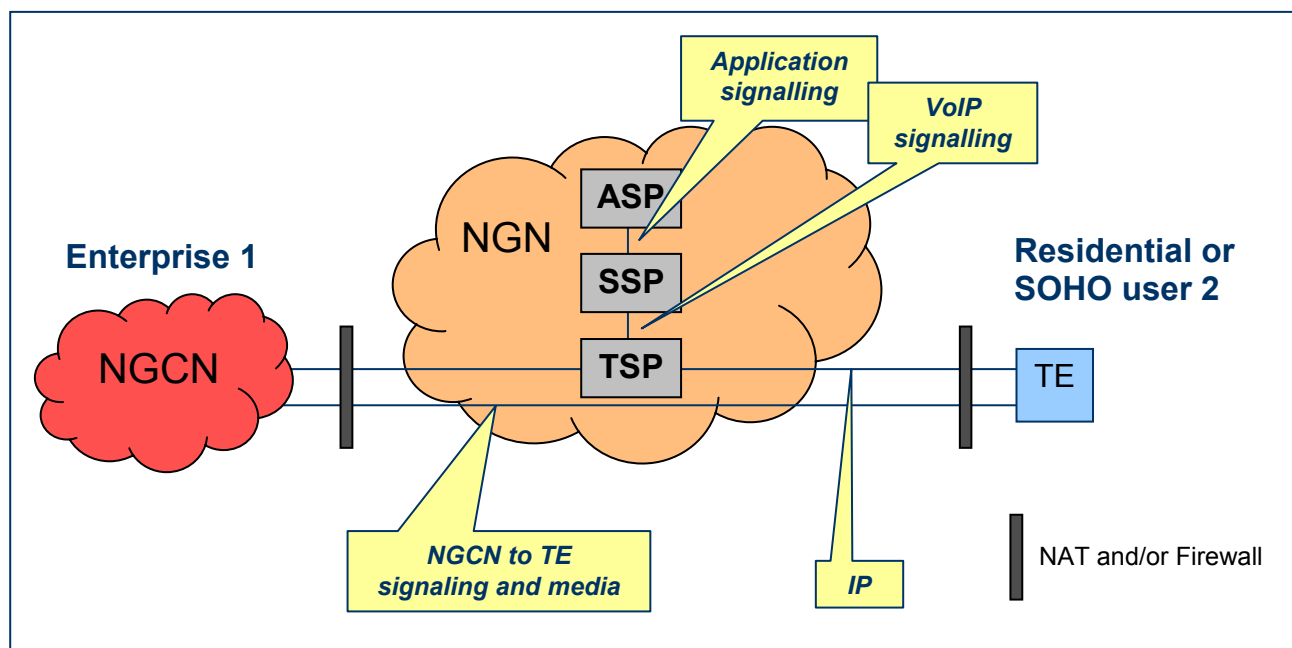 Application
signalling
VoIP
signalling
ASP
NGN
SSP
Enterprise 1
Residential or
SOHO user 2
NGCN
TSP
TE
NGCN to TE
signaling and media
IP
NAT and/or Firewall